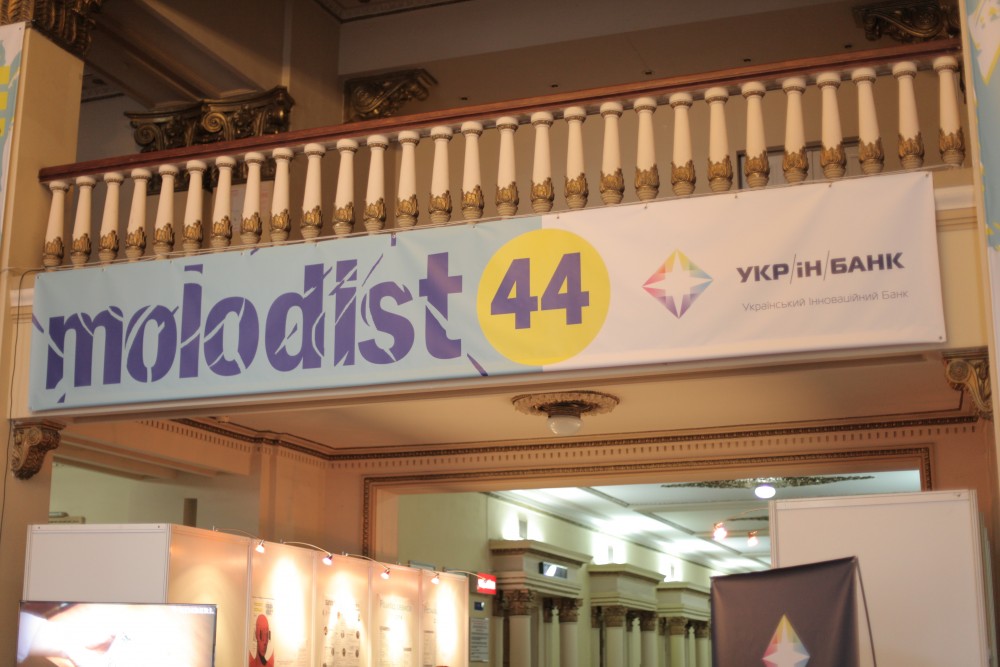 molodist 44
УКР/ІН/БАНК
Український Інноваційний Банк